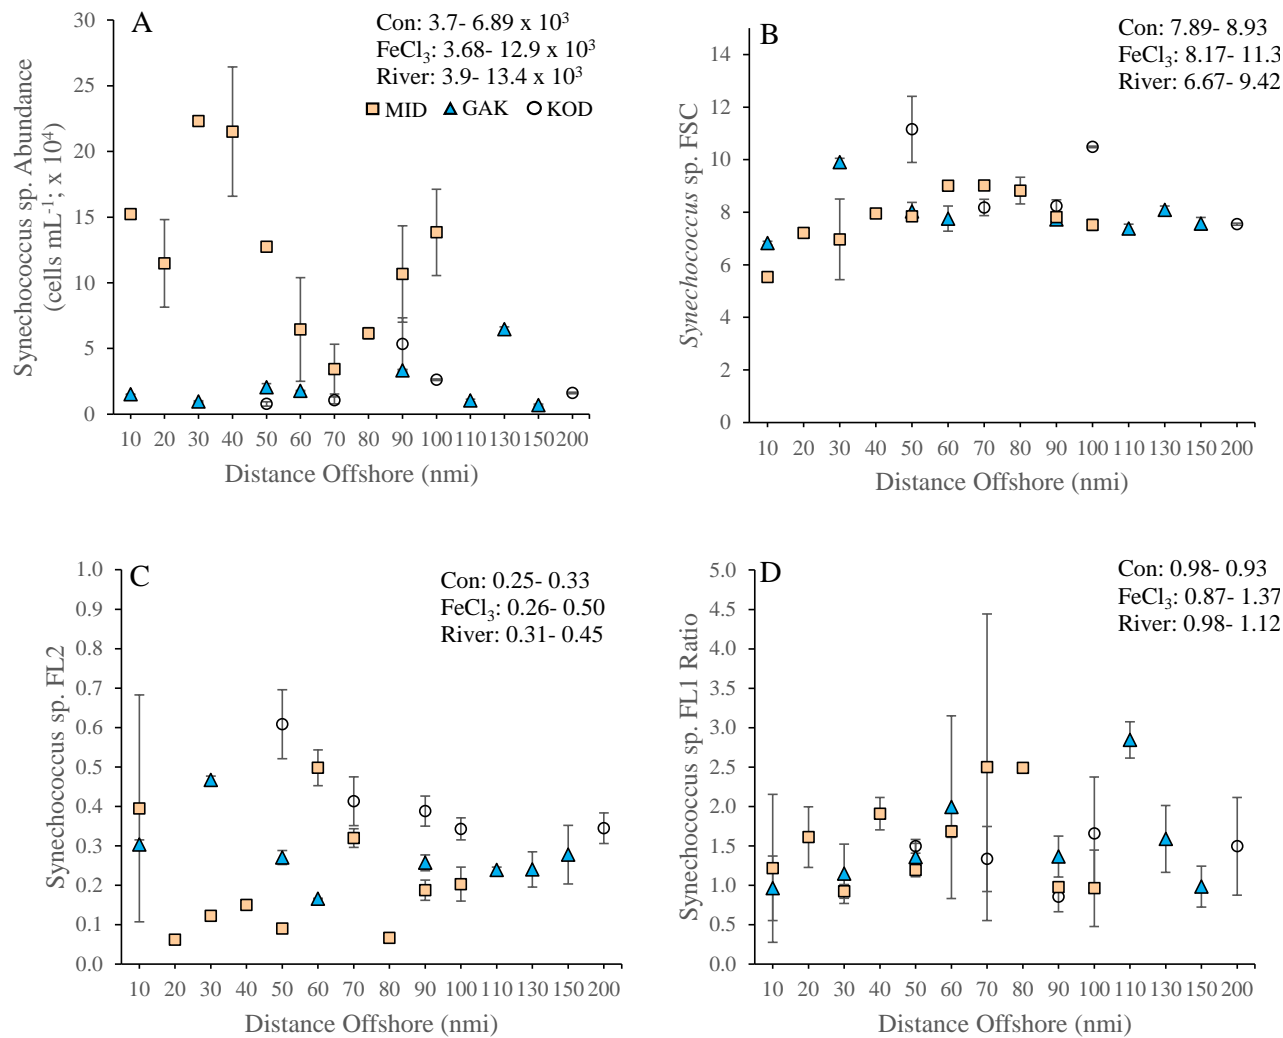 A
Con: 3.7- 6.89 x 10³
FeCl₃: 3.68- 12.9 x 10³
River: 3.9- 13.4 x 10³
MID GAK KOD
Synechococcus sp. Abundance
(cells mL⁻¹; x 10⁴)
30
25
20
15
10
5
0
10 20 30 40 50 60 70 80 90 100 110 130 150 200
Distance Offshore (nmi)
B
Con: 7.89- 8.93
FeCl₃: 8.17- 11.3
River: 6.67- 9.42
Synechococcus sp. FSC
14
12
10
8
6
4
2
0
10 20 30 40 50 60 70 80 90 100 110 130 150 200
Distance Offshore (nmi)
C
Con: 0.25- 0.33
FeCl₃: 0.26- 0.50
River: 0.31- 0.45
Synechococcus sp. FL2
1.0
0.9
0.8
0.7
0.6
0.5
0.4
0.3
0.2
0.1
0.0
10 20 30 40 50 60 70 80 90 100 110 130 150 200
Distance Offshore (nmi)
D
Con: 0.98- 0.93
FeCl₃: 0.87- 1.37
River: 0.98- 1.12
Synechococcus sp. FL1 Ratio
5.0
4.5
4.0
3.5
3.0
2.5
2.0
1.5
1.0
0.5
0.0
10 20 30 40 50 60 70 80 90 100 110 130 150 200
Distance Offshore (nmi)